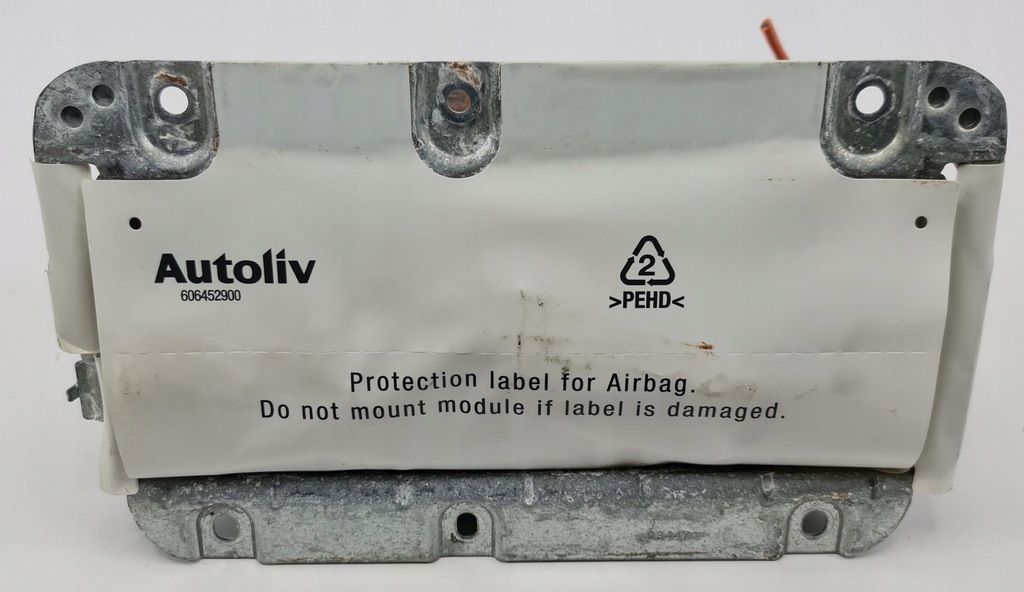 Autoliv
606452900
2
>PEHD<
Protection label for Airbag.
Do not mount module if label is damaged.